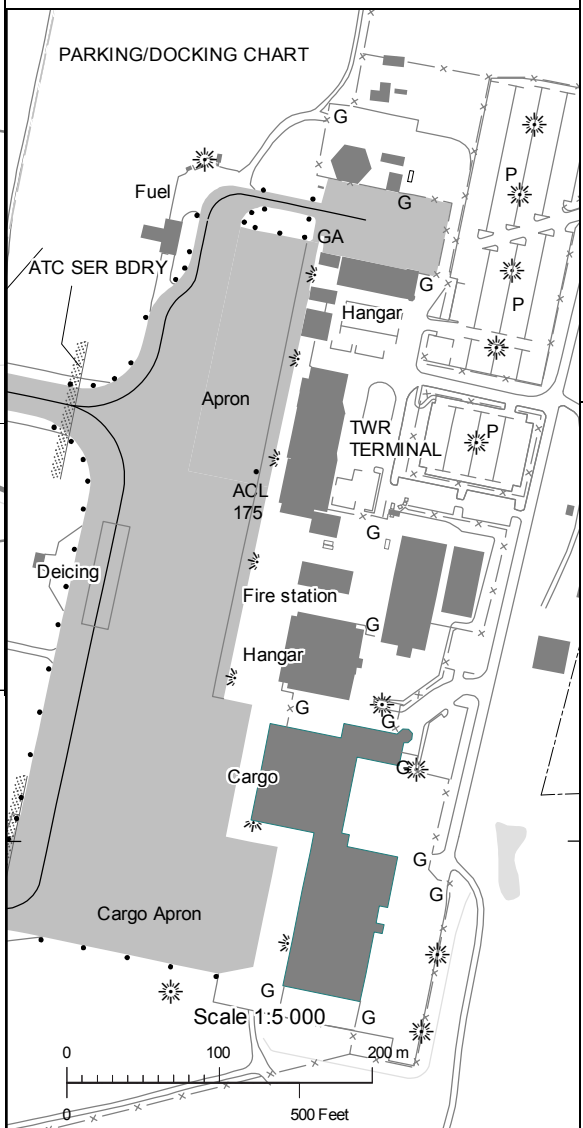 PARKING/DOCKING CHART
G
P
Fuel
G
GA
ATC SER BDRY
G
P
Hangar
Apron
TWR
TERMINAL
P
ACL
175
G
Deicing
Fire station
G
Hangar
G
G
Cargo
G
G
G
Cargo Apron
G
G
Scale 1:5 000
0 100 200 m
0 500 Feet